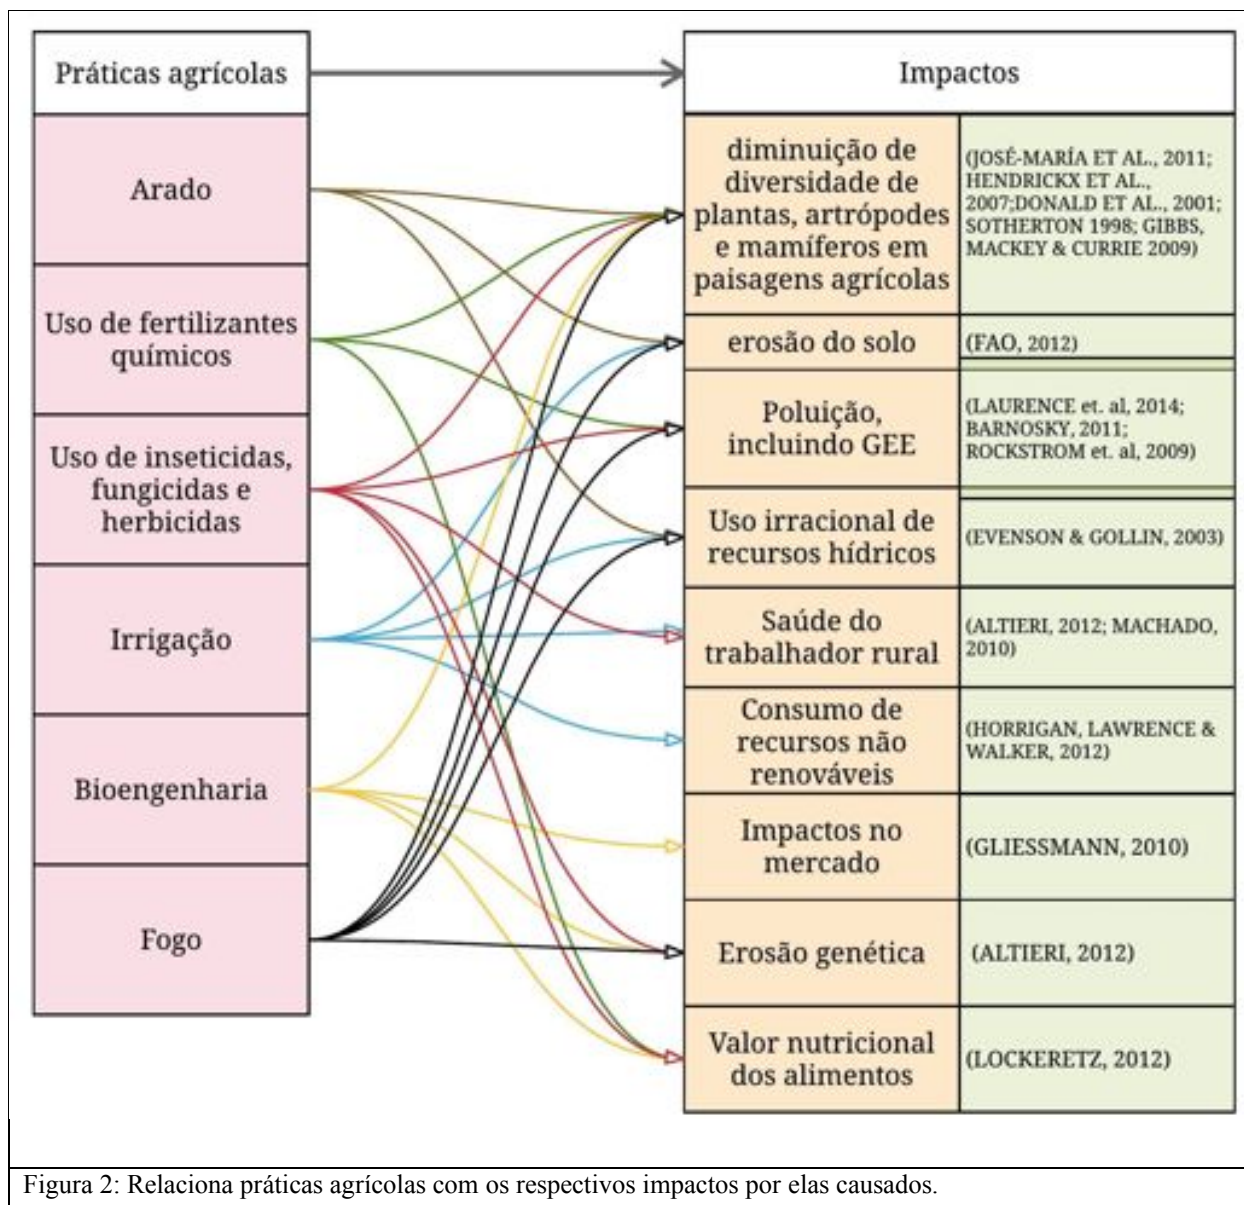 Práticas agrícolas
Impactos
Arado
Uso de fertilizantes
químicos
Uso de inseticidas,
fungicidas e
herbicidas
Irrigação
Bioengenharia
Fogo
diminuição de
diversidade de
plantas, artrópodes
e mamíferos em
paisagens agrícolas
(JOSÉ-MARÍA ET AL., 2011;
HENDRICKX ET AL.,
2007;DONALD ET AL., 2001;
SOTHERTON 1998; GIBBS,
MACKEY & CURRIE 2009)
erosão do solo
(FAO, 2012)
Poluição,
incluindo GEE
(LAURENCE et. al, 2014;
BARNOSKY, 2011;
ROCKSTROM et. al, 2009)
Uso irracional de
recursos hídricos
(EVENSON & GOLLIN, 2003)
Saúde do
trabalhador rural
(ALTIERI, 2012; MACHADO,
2010)
Consumo de
recursos não
renováveis
(HORRIGAN, LAWRENCE &
WALKER, 2012)
Impactos no
mercado
(GLIESSMANN, 2010)
Erosão genética
(ALTIERI, 2012)
Valor nutricional
dos alimentos
(LOCKERETZ, 2012)
Figura 2: Relaciona práticas agrícolas com os respectivos impactos por elas causados.